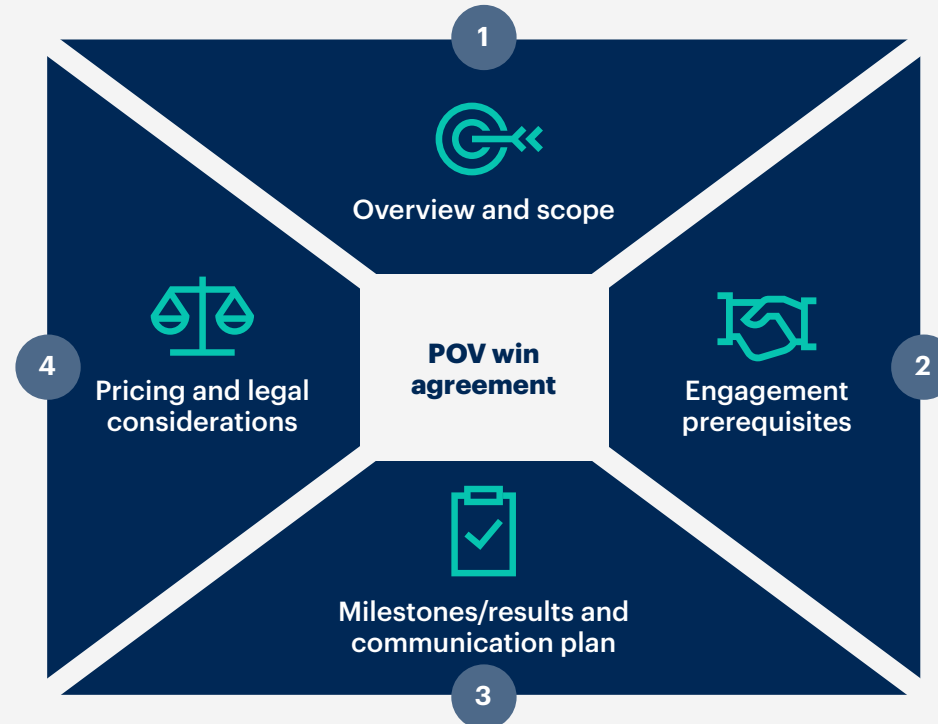 1
Overview and scope
2
Engagement
prerequisites
3
Milestones/results and
communication plan
4
Pricing and legal
considerations
POV win
agreement